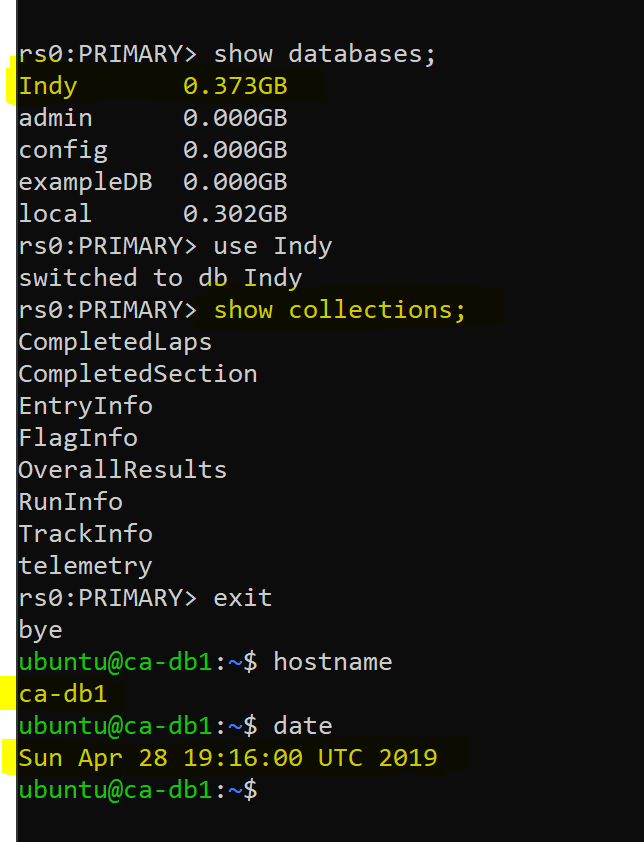 rs0:PRIMARY> show databases;
Indy       0.373GB
admin      0.000GB
config     0.000GB
exampleDB  0.000GB
local      0.302GB
rs0:PRIMARY> use Indy
switched to db Indy
rs0:PRIMARY> show collections;
CompletedLaps
CompletedSection
EntryInfo
FlagInfo
OverallResults
RunInfo
TrackInfo
telemetry
rs0:PRIMARY> exit
bye
ubuntu@ca-db1:~$ hostname
ca-db1
ubuntu@ca-db1:~$ date
Sun Apr 28 19:16:00 UTC 2019
ubuntu@ca-db1:~$